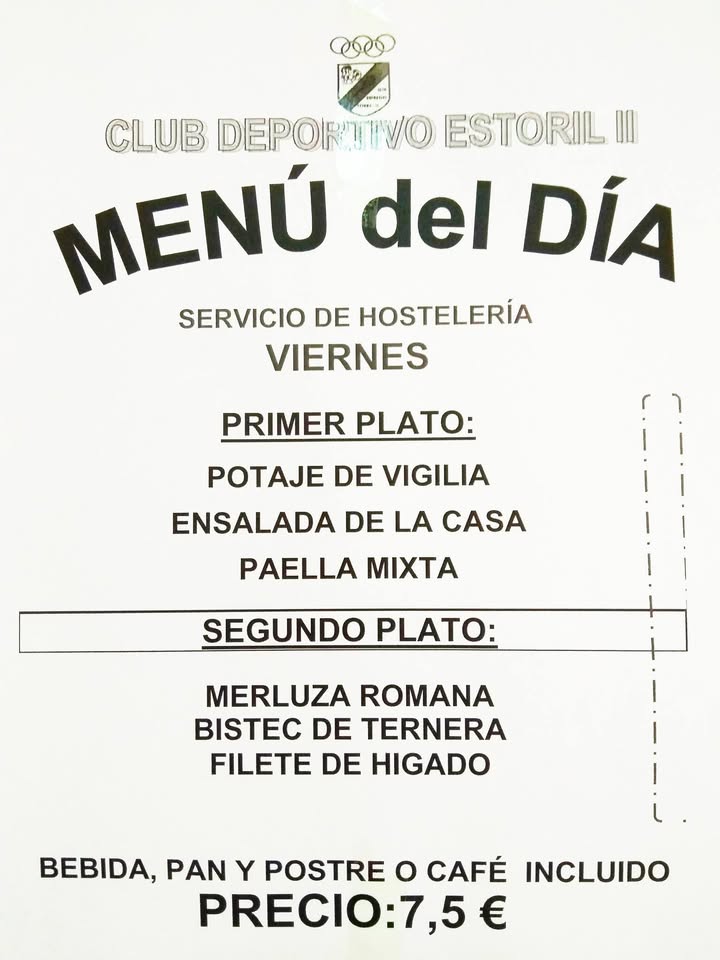 CLUB DEPORTIVO ESTORIL II
MENÚ del DÍA
SERVICIO DE HOSTELERÍA
VIERNES
PRIMER PLATO:
POTAJE DE VIGILIA
ENSALADA DE LA CASA
PAELLA MIXTA
SEGUNDO PLATO:
MERLUZA ROMANA
BISTEC DE TERNERA
FILETE DE HIGADO
BEBIDA, PAN Y POSTRE O CAFÉ INCLUIDO
PRECIO:7,5 €